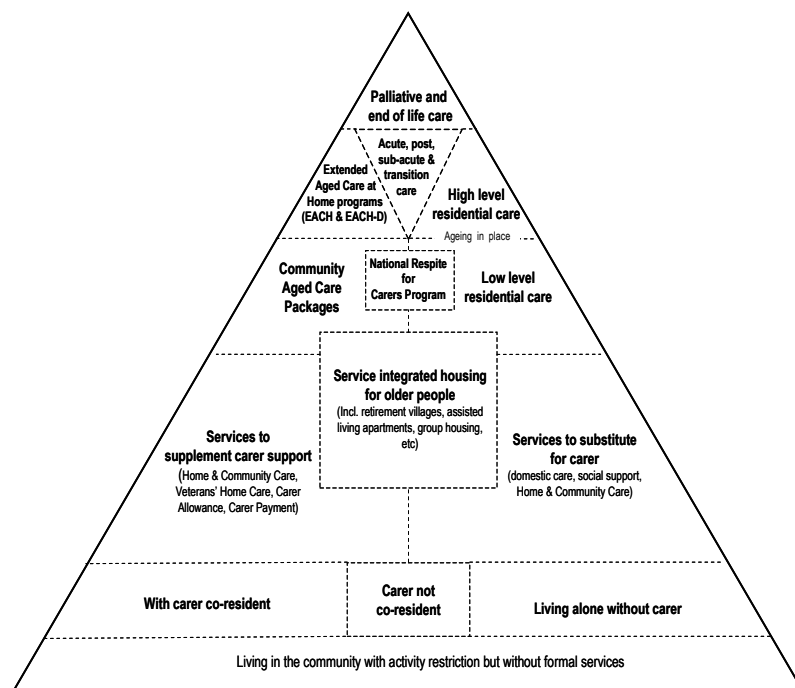 Palliative and
end of life care
Acute, post,
sub-acute &
transition
care
Extended
Aged Care at
Home programs
(EACH & EACH-D)
High level
residential care
Ageing in place
Community
Aged Care
Packages
National Respite
for
Carers Program
Low level
residential care
Service integrated housing
for older people
(Incl. retirement villages, assisted
living apartments, group housing,
etc)
Services to
supplement carer support
(Home & Community Care,
Veterans' Home Care, Carer
Allowance, Carer Payment)
Services to substitute
for carer
(domestic care, social support,
Home & Community Care)
With carer co-resident
Carer not
co-resident
Living alone without carer
Living in the community with activity restriction but without formal services